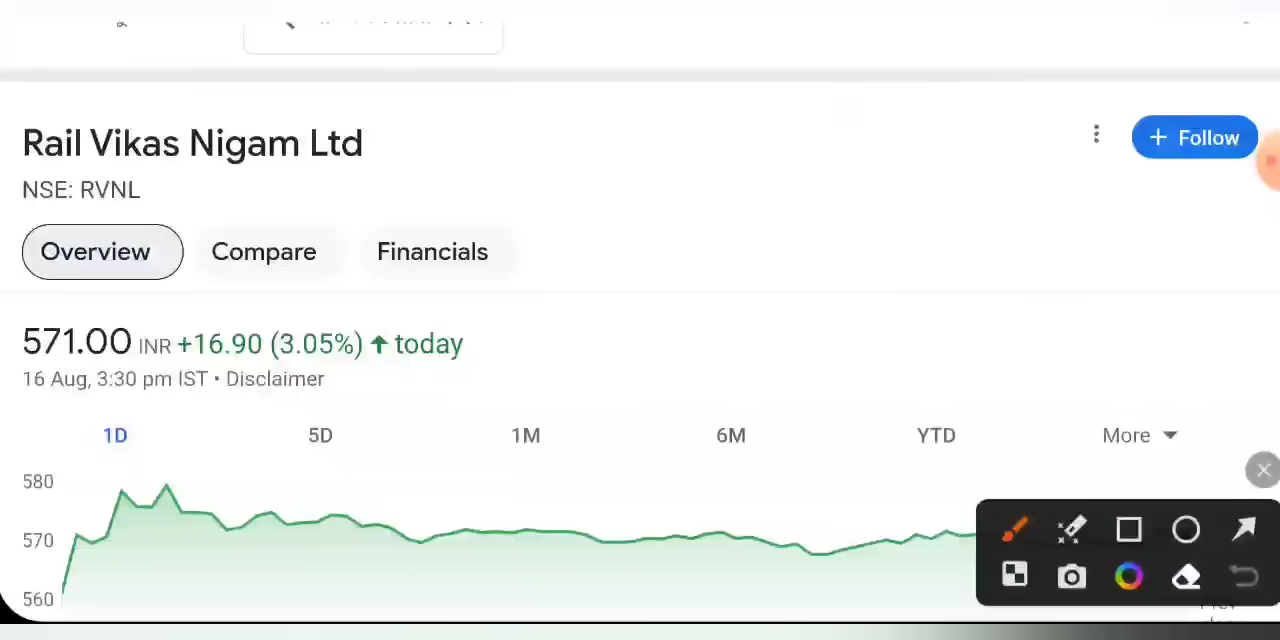 Rail Vikas Nigam Ltd
+ Follow
NSE: RVNL
Overview
Compare
Financials
571.00 INR +16.90 (3.05%) ↑ today
16 Aug, 3:30 pm IST • Disclaimer
1D 5D 1M 6M YTD More
580
570
560